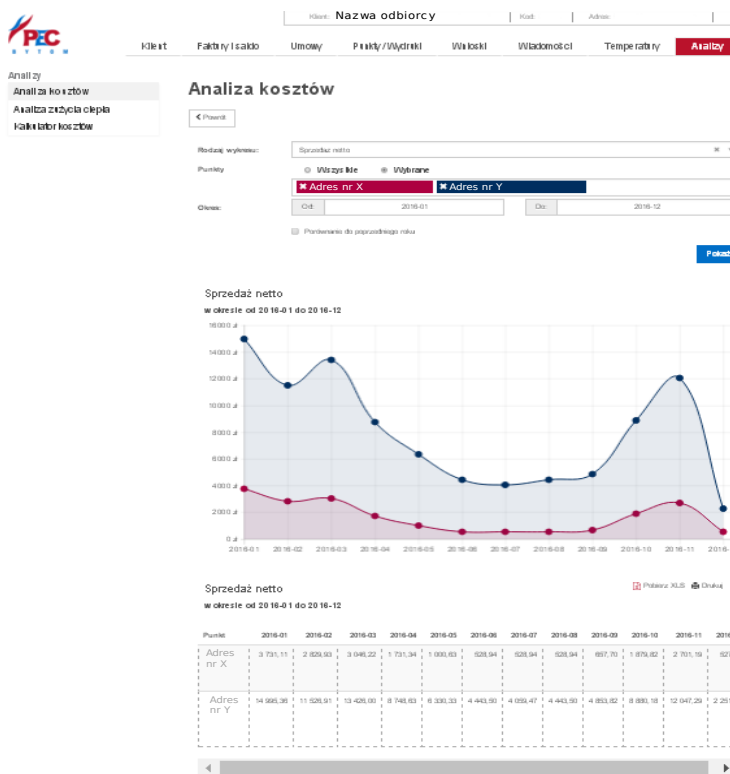 PEC
BYTOM
Klient: Nazwa odbiorcy Kod: Adres:
Klient Faktury i saldo Umowy Punkty/Wydruki Wnioski Wiadomości Temperatury Analizy
Analizy
Analiza kosztów
Analiza zużycia ciepła
Kalkulator kosztów
Analiza kosztów
Powrót
Rodzaj wykresu: Sprzedaż netto
Punkty Wszystkie Wybrane
Adres nr X Adres nr Y
Okres: Od: 2016-01 Do: 2016-12
Porównanie do poprzedniego roku
Pokaż
Sprzedaż netto
w okresie od 2016-01 do 2016-12
16000 zł
14000 zł
12000 zł
10000 zł
8000 zł
6000 zł
4000 zł
2000 zł
0 zł
2016-01 2016-02 2016-03 2016-04 2016-05 2016-06 2016-07 2016-08 2016-09 2016-10 2016-11 2016-
Sprzedaż netto
Pobierz XLS Drukuj
w okresie od 2016-01 do 2016-12
Punkt 2016-01 2016-02 2016-03 2016-04 2016-05 2016-06 2016-07 2016-08 2016-09 2016-10 2016-11 2016
Adres nr X 3 731,11 2 829,93 3 046,22 1 731,34 1 000,63 528,94 528,94 528,94 657,70 1 879,82 2 701,19 527
Adres nr Y 14 995,36 11 526,91 13 426,00 8 748,63 6 330,33 4 443,50 4 059,47 4 443,50 4 853,82 8 880,18 12 047,29 2 251